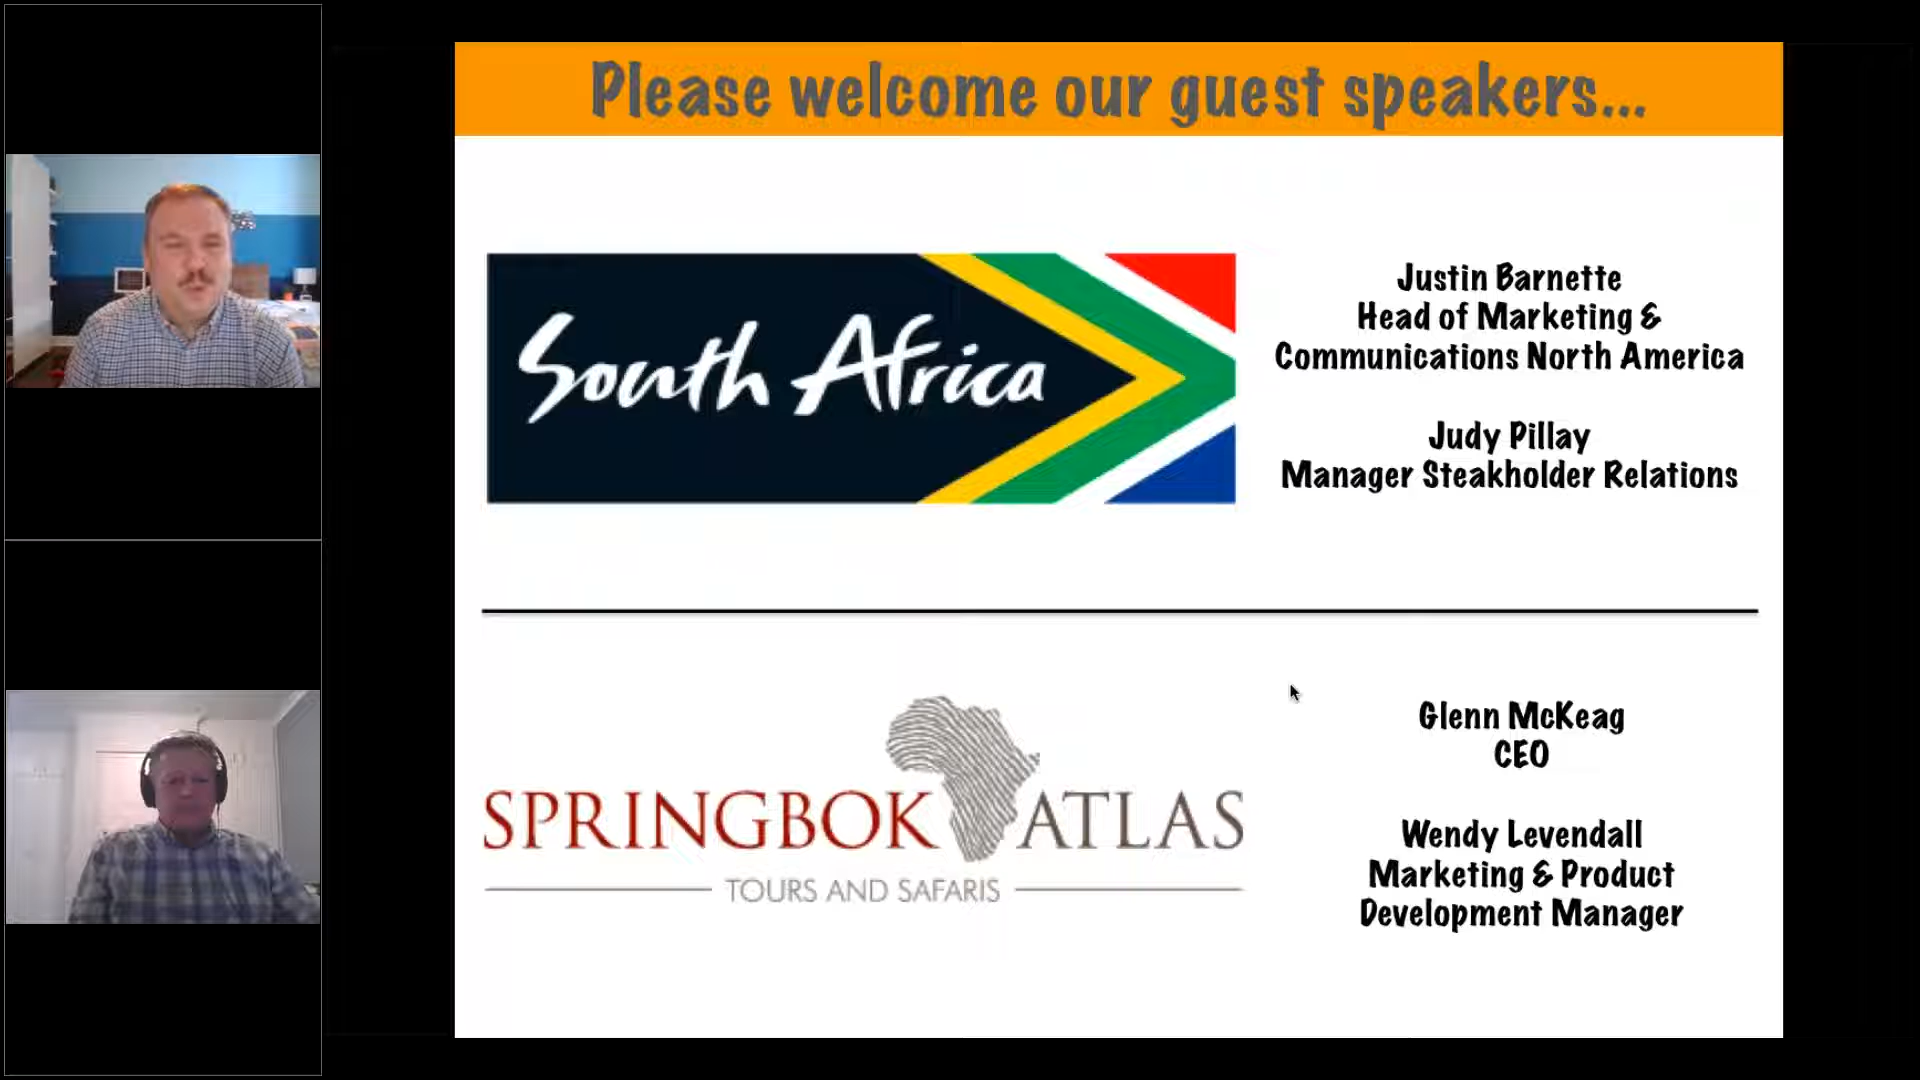 Please welcome our guest speakers...
South Africa
Justin Barnette
Head of Marketing &
Communications North America
Judy Pillay
Manager Steakholder Relations
SPRINGBOK ATLAS
TOURS AND SAFARIS
Glenn McKeag
CEO
Wendy Levendall
Marketing & Product
Development Manager